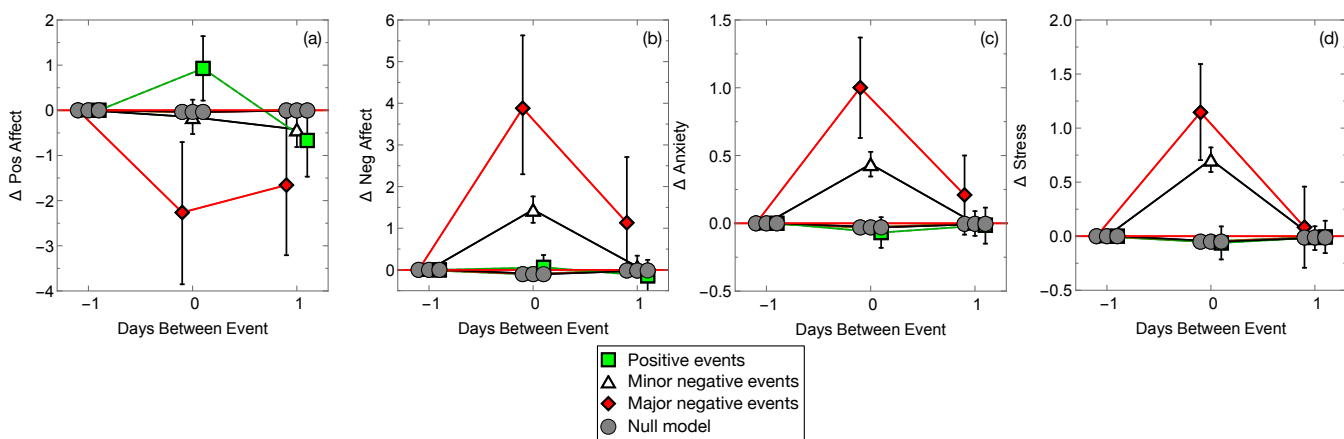 (a)
2
1
0
−1
−2
−3
−4
Δ Pos Affect
−1 0 1
Days Between Event
(b)
6
5
4
3
2
1
0
Δ Neg Affect
−1 0 1
Days Between Event
(c)
1.5
1.0
0.5
0.0
−0.5
Δ Anxiety
−1 0 1
Days Between Event
(d)
2.0
1.5
1.0
0.5
0.0
−0.5
Δ Stress
−1 0 1
Days Between Event
Positive events
Minor negative events
Major negative events
Null model